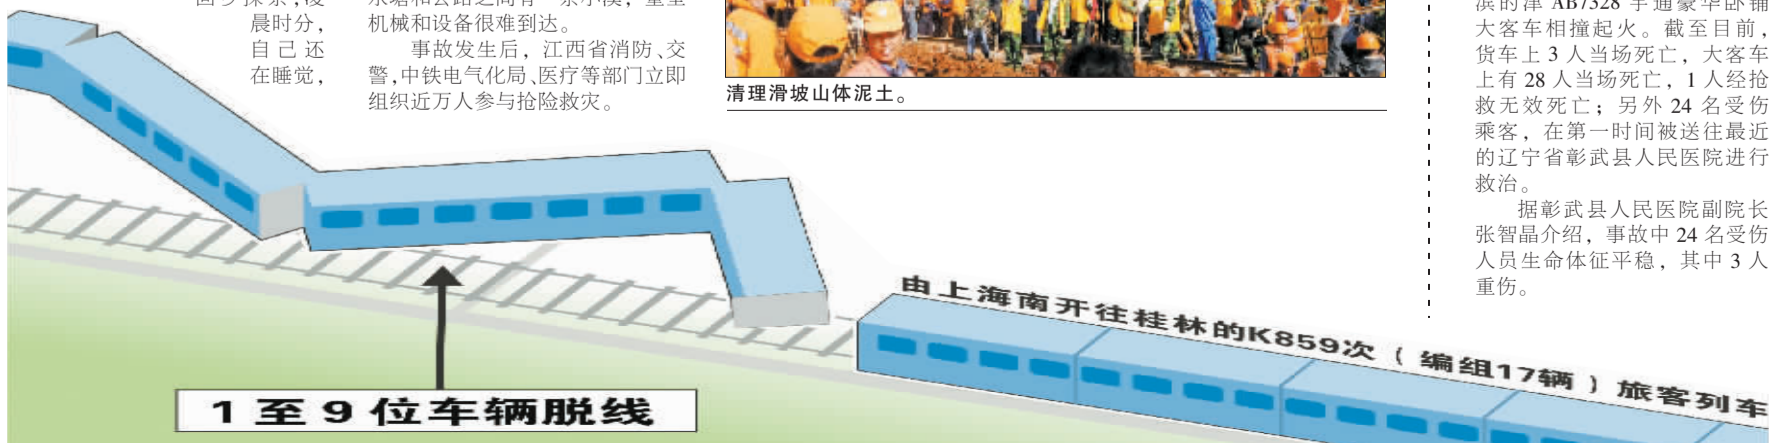 晨时分，
自己还
在睡觉，
机械和设备很难到达。
事故发生后，江西省消防、交
警，中铁电气化局、医疗等部门立即
组织近万人参与抢险救灾。
清理滑坡山体泥土。
大客车相撞起火。截至目前，
货车上 3 人当场死亡，大客车
上有 28 人当场死亡，1 人经抢
救无效死亡；另外 24 名受伤
乘客，在第一时间被送往最近
的辽宁省彰武县人民医院进行
救治。
据彰武县人民医院副院长
张智晶介绍，事故中 24 名受伤
人员生命体征平稳，其中 3 人
重伤。
由上海南开往桂林的K859次（编组17辆）旅客列车
1至9位车辆脱线